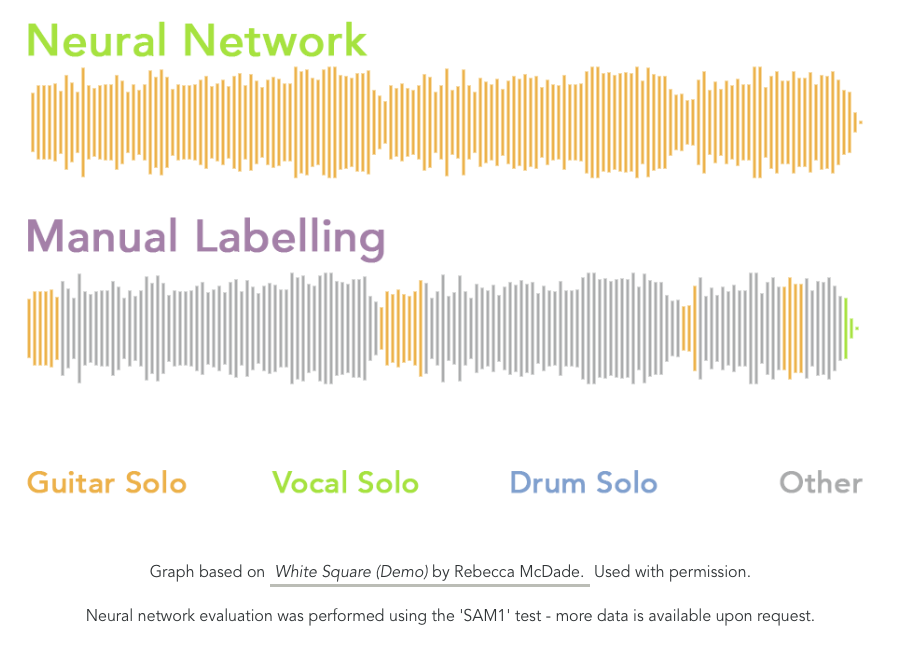 Neural Network
Manual Labelling
Guitar Solo Vocal Solo Drum Solo Other
Graph based on White Square (Demo) by Rebecca McDade. Used with permission.
Neural network evaluation was performed using the 'SAM1' test - more data is available upon request.